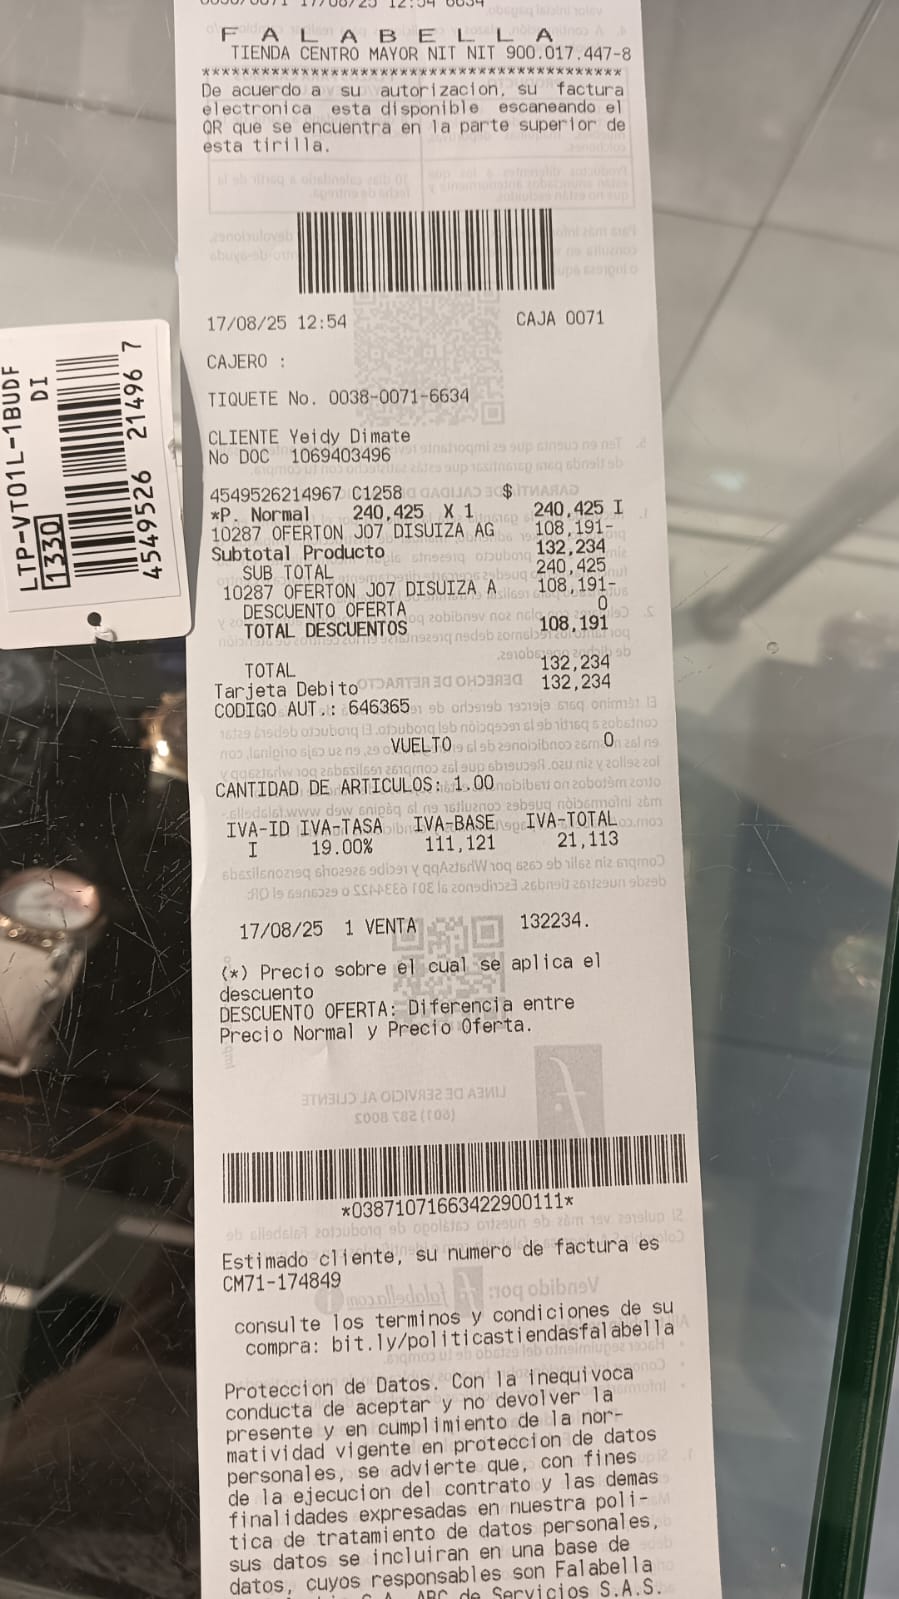 F A L A B E L L A
TIENDA CENTRO MAYOR NIT NIT 900.017.447-8
*****************************************
De acuerdo a su autorizacion, su factura
electronica esta disponible escaneando el
QR que se encuentra en la parte superior de
esta tirilla.
17/08/25 12:54 CAJA 0071
CAJERO :
TIQUETE No. 0038-0071-6634
CLIENTE Yeidy Dimate
No DOC 1069403496
4549526214967 C1258 $
*P. Normal 240,425 X 1 240,425 I
10287 OFERTON J07 DISUIZA AG 108,191-
Subtotal Producto 132,234
SUB TOTAL 240,425
10287 OFERTON J07 DISUIZA A 108,191-
DESCUENTO OFERTA 0
TOTAL DESCUENTOS 108,191
TOTAL 132,234
Tarjeta Debito 132,234
CODIGO AUT.: 646365
VUELTO 0
CANTIDAD DE ARTICULOS: 1.00
IVA-ID IVA-TASA IVA-BASE IVA-TOTAL
I 19.00% 111,121 21,113
17/08/25 1 VENTA 132234.
(*) Precio sobre el cual se aplica el
descuento
DESCUENTO OFERTA: Diferencia entre
Precio Normal y Precio Oferta.
*03871071663422900111*
Estimado cliente, su numero de factura es
CM71-174849
consulte los terminos y condiciones de su
compra: bit.ly/politicastiendasfalabella
Proteccion de Datos. Con la inequivoca
conducta de aceptar y no devolver la
presente y en cumplimiento de la nor-
matividad vigente en proteccion de datos
personales, se advierte que, con fines
de la ejecucion del contrato y las demas
finalidades expresadas en nuestra poli-
tica de tratamiento de datos personales,
sus datos se incluiran en una base de
datos, cuyos responsables son Falabella
de Servicios S.A.S.
LTP-VT01L-1BUDF
DI
1330
4549526 214967